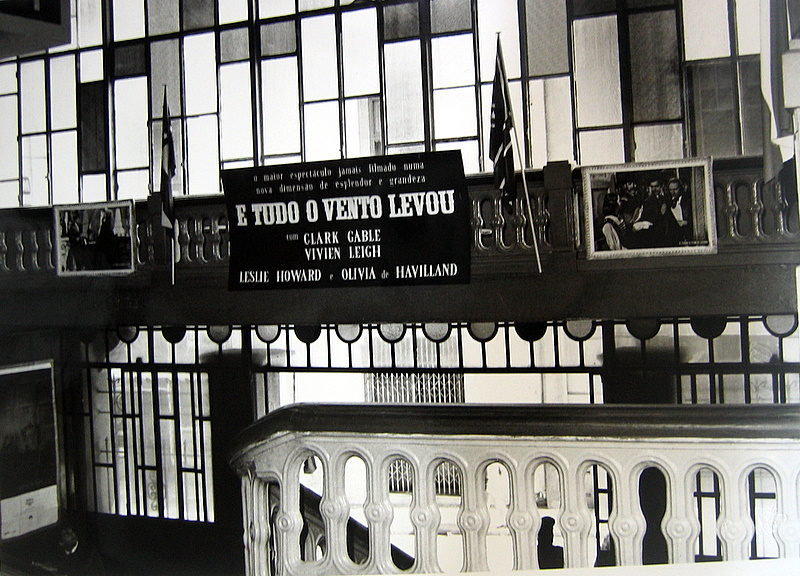 o maior espectáculo jamais filmado numa
nova dimensão de esplendor e grandeza
E TUDO O VENTO LEVOU
com CLARK GABLE
VIVIEN LEIGH
LESLIE HOWARD e OLIVIA de HAVILLAND